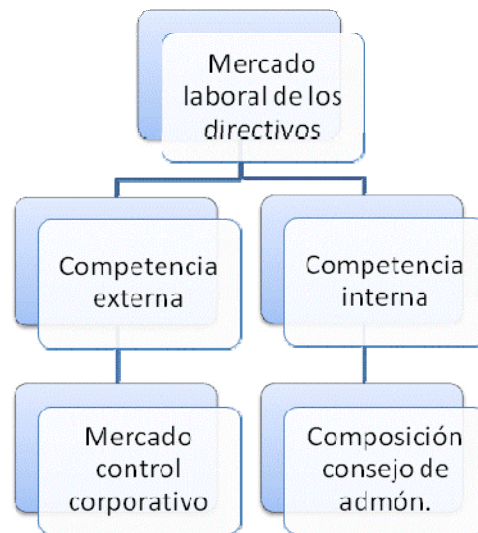 Mercado
laboral de los
directivos
Competencia
externa
Competencia
interna
Mercado
control
corporativo
Composición
consejo de
admón.